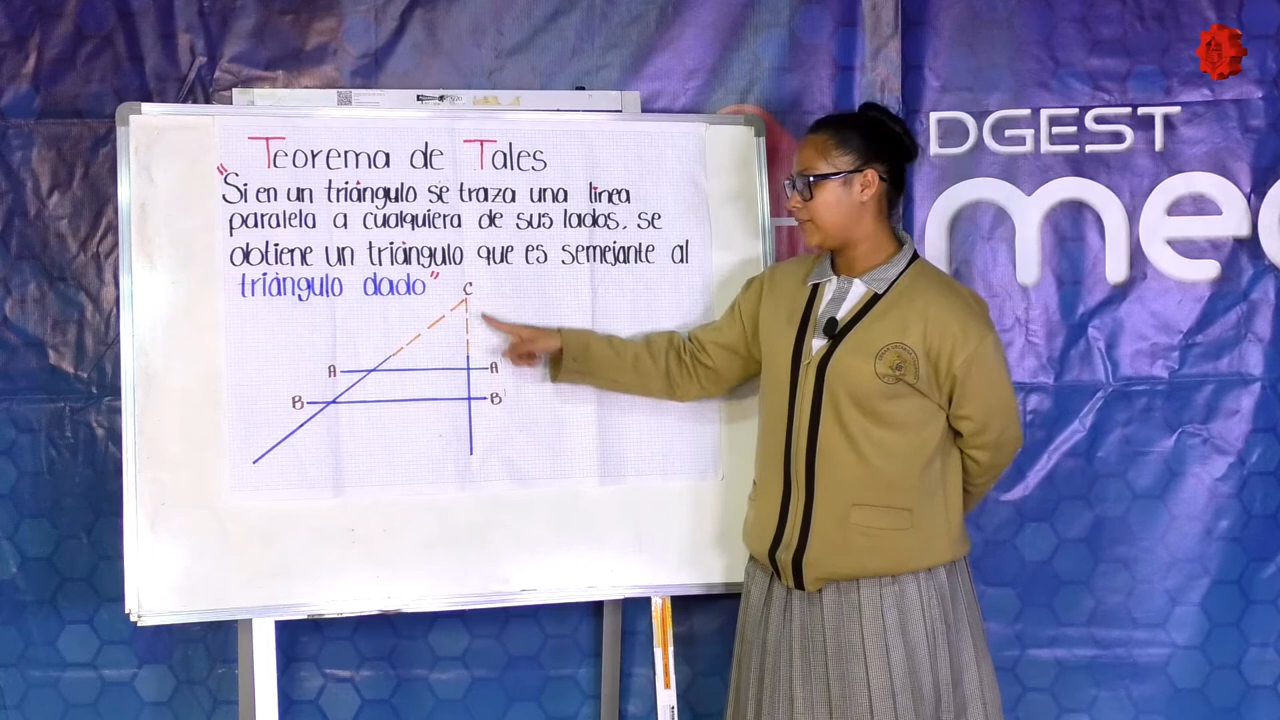 Teorema de Tales
"Si en un triángulo se traza una línea
paralela a cualquiera de sus lados, se
obtiene un triángulo que es semejante al
triángulo dado"
C
A A'
B B'
DGEST
me